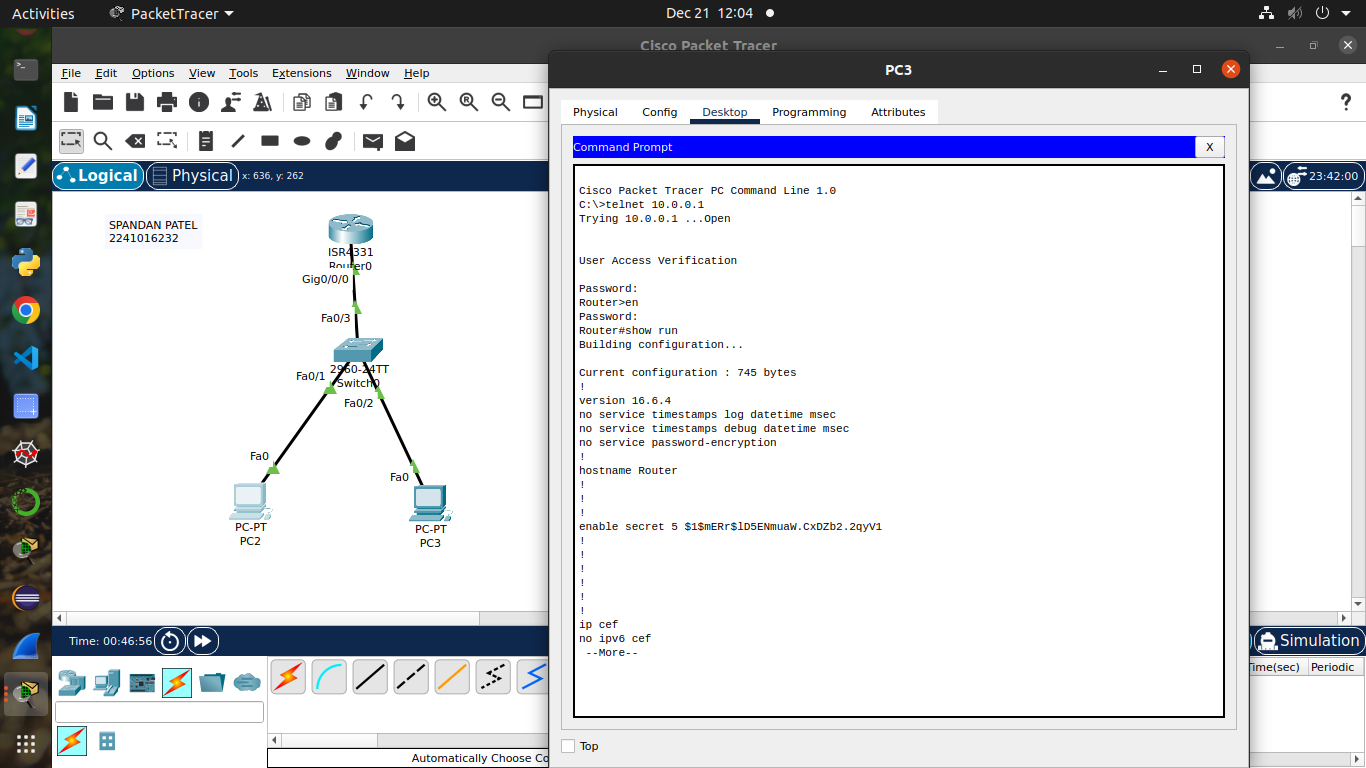 Activities
PacketTracer
Dec 21 12:04
Cisco Packet Tracer
File Edit Options View Tools Extensions Window Help
Logical
Physical
x: 636, y: 262
23:42:00
SPANDAN PATEL
2241016232
ISR4331
Router0
Gig0/0/0
Fa0/3
2960-24TT
Switch0
Fa0/1
Fa0/2
Fa0
Fa0
PC-PT
PC2
PC-PT
PC3
Time: 00:46:56
Simulation
Time(sec) Periodic
Automatically Choose Co
PC3
Physical Config Desktop Programming Attributes
Command Prompt
X
Cisco Packet Tracer PC Command Line 1.0
C:\>telnet 10.0.0.1
Trying 10.0.0.1 ...Open
User Access Verification
Password:
Router>en
Password:
Router#show run
Building configuration...
Current configuration : 745 bytes
!
version 16.6.4
no service timestamps log datetime msec
no service timestamps debug datetime msec
no service password-encryption
!
hostname Router
!
!
!
enable secret 5 $1$mERr$lD5ENmuaW.CxDZb2.2qyV1
!
!
!
!
!
!
ip cef
no ipv6 cef
--More--
Top